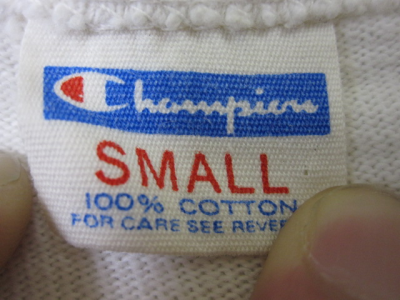 Champion
SMALL
100% COTTON
FOR CARE SEE